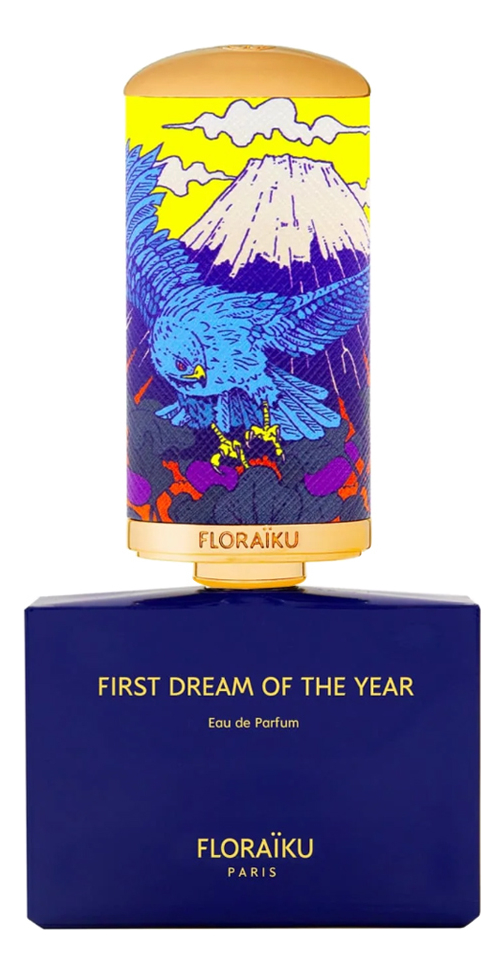 FLORAÏKU
FIRST DREAM OF THE YEAR
Eau de Parfum
FLORAÏKU
PARIS